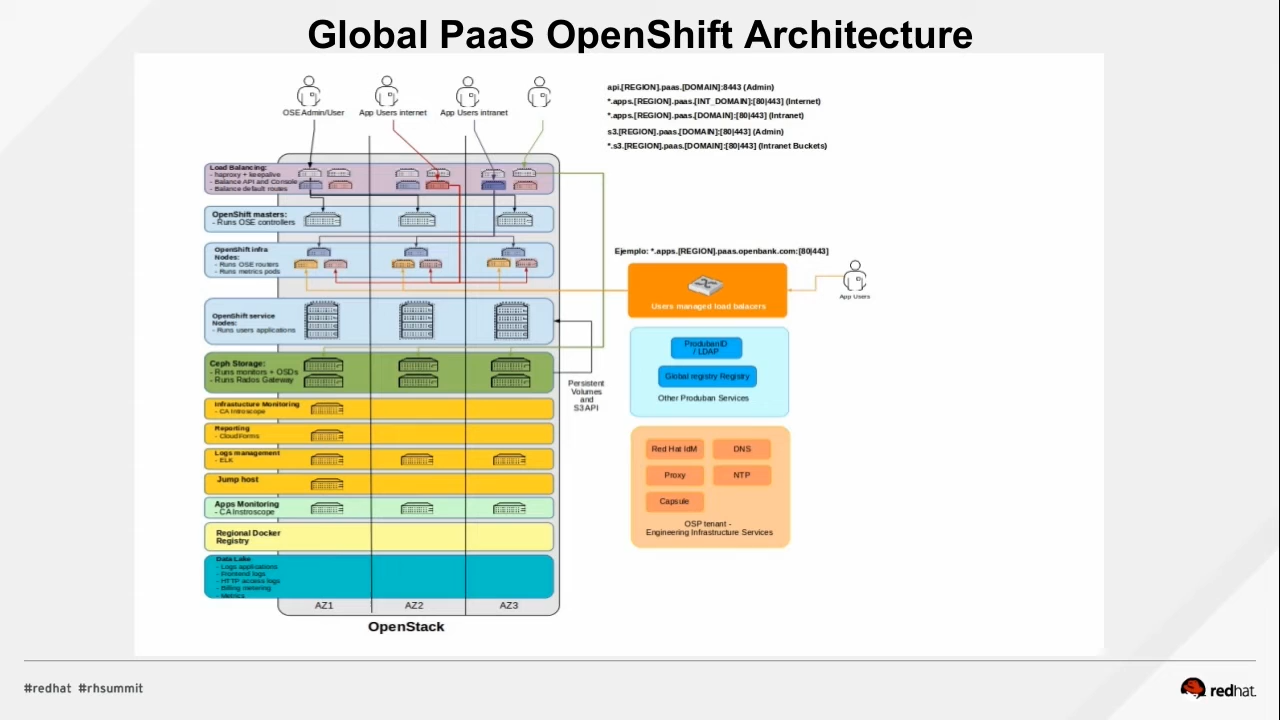 Global PaaS OpenShift Architecture
OSE Admin/User
App Users internet
App Users intranet
api.[REGION].paas.[DOMAIN]:8443 (Admin)
*.apps.[REGION].paas.[INT_DOMAIN]:[80|443] (Internet)
*.apps.[REGION].paas.[DOMAIN]:[80|443] (Intranet)
s3.[REGION].paas.[DOMAIN]:[80|443] (Admin)
*.s3.[REGION].paas.[DOMAIN]:[80|443] (Intranet Buckets)
Load Balancing:
- haproxy + keepalive
- Balance API and Console
- Balance default routes
OpenShift masters:
- Runs OSE controllers
OpenShift infra
Nodes:
- Runs OSE routers
- Runs metrics pods
OpenShift service
Nodes:
- Runs users applications
Ceph Storage:
- Runs monitors + OSDs
- Runs Rados Gateway
Infrastucture Monitoring
- CA Introscope
Reporting
- CloudForms
Logs management
- ELK
Jump host
Apps Monitoring
- CA Instroscope
Regional Docker
Registry
Data Lake
- Logs applications
- Frontend logs
- HTTP access logs
- Billing metering
- Metrics
AZ1
AZ2
AZ3
OpenStack
Persistent
Volumes
and
S3 API
Ejemplo: *.apps.[REGION].paas.openbank.com:[80|443]
Users managed load balacers
App Users
ProdubanID
/ LDAP
Global registry Registry
Other Produban Services
Red Hat IdM
DNS
Proxy
NTP
Capsule
OSP tenant -
Engineering Infrastructure Services
#redhat #rhsummit
redhat.